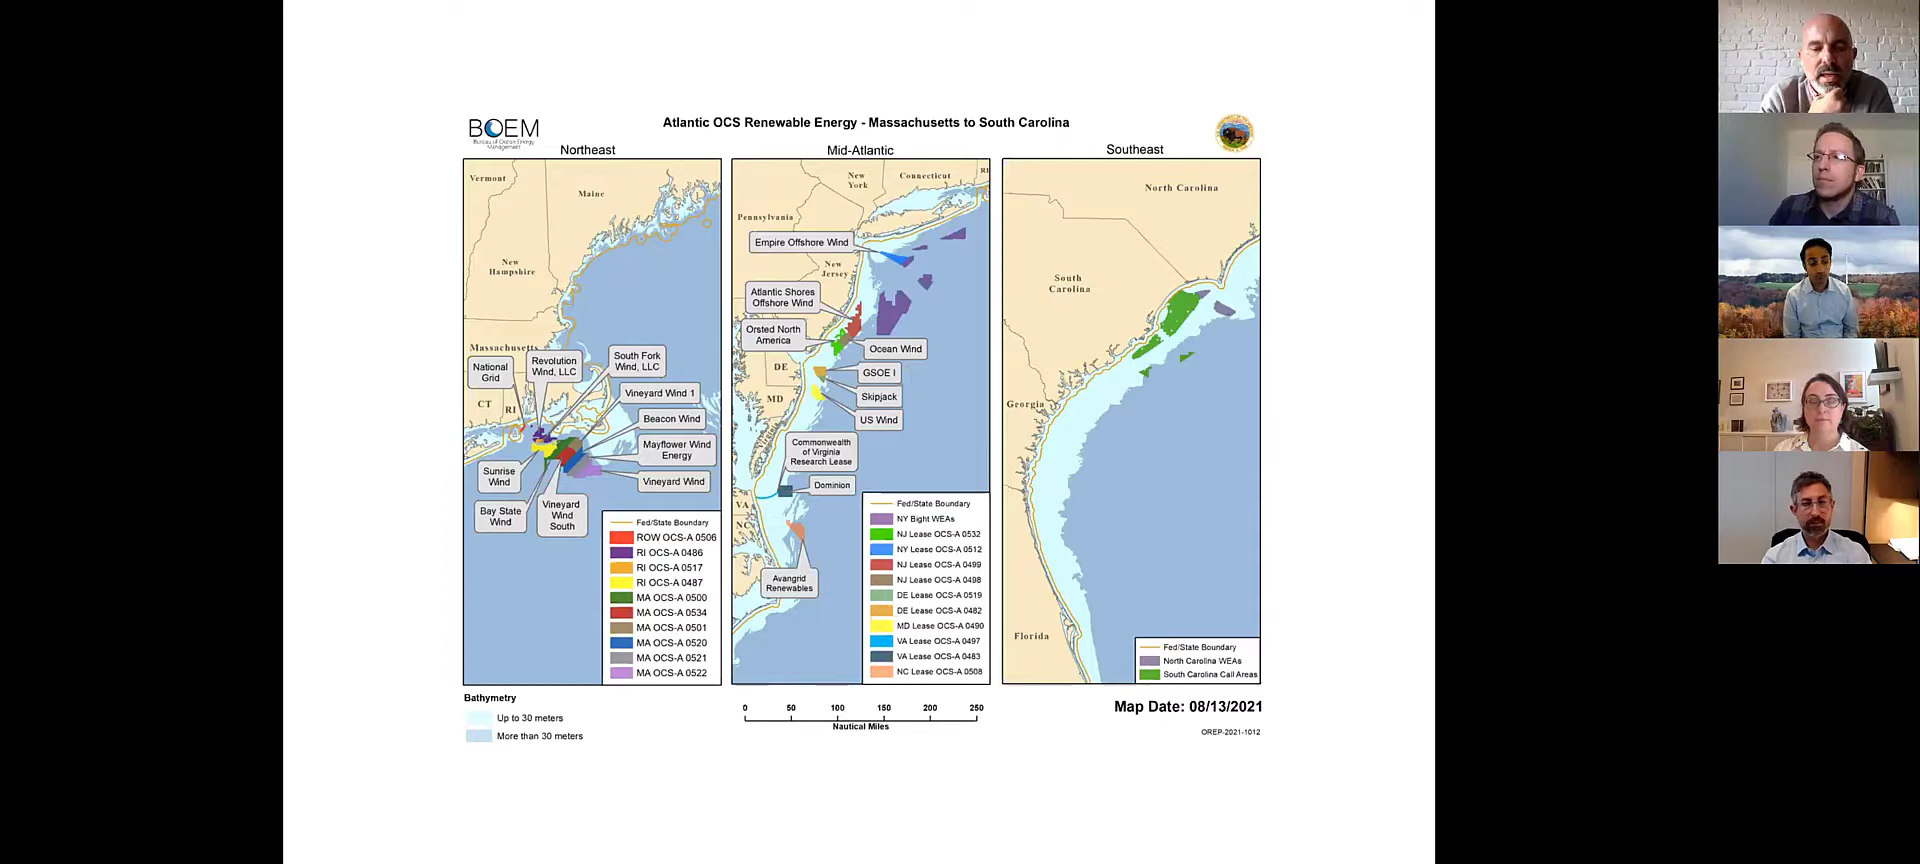 BOEM
Bureau of Ocean Energy
Management
Atlantic OCS Renewable Energy - Massachusetts to South Carolina
Northeast
Vermont
Maine
New
Hampshire
Massachusetts
National
Grid
Revolution
Wind, LLC
South Fork
Wind, LLC
CT
RI
Vineyard Wind 1
Beacon Wind
Mayflower Wind
Energy
Vineyard Wind
Sunrise
Wind
Bay State
Wind
Vineyard
Wind
South
Fed/State Boundary
ROW OCS-A 0506
RI OCS-A 0486
RI OCS-A 0517
RI OCS-A 0487
MA OCS-A 0500
MA OCS-A 0534
MA OCS-A 0501
MA OCS-A 0520
MA OCS-A 0521
MA OCS-A 0522
Mid-Atlantic
New
York
Connecticut
RI
Pennsylvania
Empire Offshore Wind
New
Jersey
Atlantic Shores
Offshore Wind
Orsted North
America
Ocean Wind
DE
GSOE I
MD
Skipjack
US Wind
Virginia
Commonwealth
of Virginia
Research Lease
Dominion
VA
NC
Avangrid
Renewables
Fed/State Boundary
NY Bight WEAs
NJ Lease OCS-A 0532
NY Lease OCS-A 0512
NJ Lease OCS-A 0499
NJ Lease OCS-A 0498
DE Lease OCS-A 0519
DE Lease OCS-A 0482
MD Lease OCS-A 0490
VA Lease OCS-A 0497
VA Lease OCS-A 0483
NC Lease OCS-A 0508
Southeast
North Carolina
South
Carolina
Georgia
Florida
Fed/State Boundary
North Carolina WEAs
South Carolina Call Areas
Bathymetry
Up to 30 meters
More than 30 meters
0 50 100 150 200 250
Nautical Miles
Map Date: 08/13/2021
OREP-2021-1012